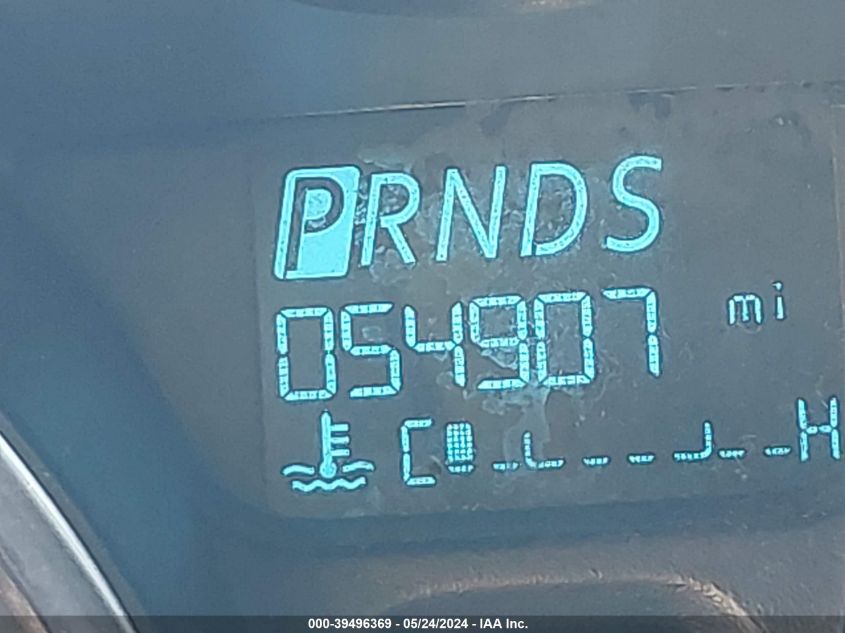 PRNDS
054907 mi
C H
000-39496369 - 05/24/2024 - IAA Inc.